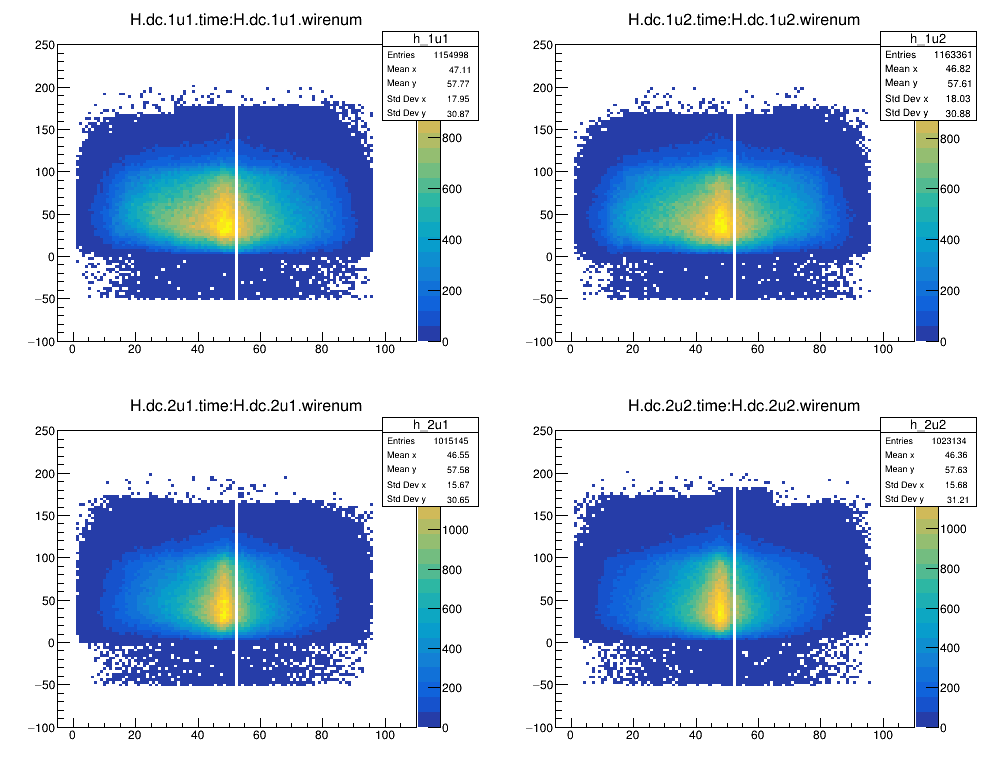 H.dc.1u1.time:H.dc.1u1.wirenum
h_1u1
Entries 1154998
Mean x 47.11
Mean y 57.77
Std Dev x 17.95
Std Dev y 30.87
250
200
150
100
50
0
−50
−100
0 20 40 60 80 100
800
600
400
200
0
H.dc.1u2.time:H.dc.1u2.wirenum
h_1u2
Entries 1163361
Mean x 46.82
Mean y 57.61
Std Dev x 18.03
Std Dev y 30.88
250
200
150
100
50
0
−50
−100
0 20 40 60 80 100
800
600
400
200
0
H.dc.2u1.time:H.dc.2u1.wirenum
h_2u1
Entries 1015145
Mean x 46.55
Mean y 57.58
Std Dev x 15.67
Std Dev y 30.65
250
200
150
100
50
0
−50
−100
0 20 40 60 80 100
1000
800
600
400
200
0
H.dc.2u2.time:H.dc.2u2.wirenum
h_2u2
Entries 1023134
Mean x 46.36
Mean y 57.63
Std Dev x 15.68
Std Dev y 31.21
250
200
150
100
50
0
−50
−100
0 20 40 60 80 100
1000
800
600
400
200
0